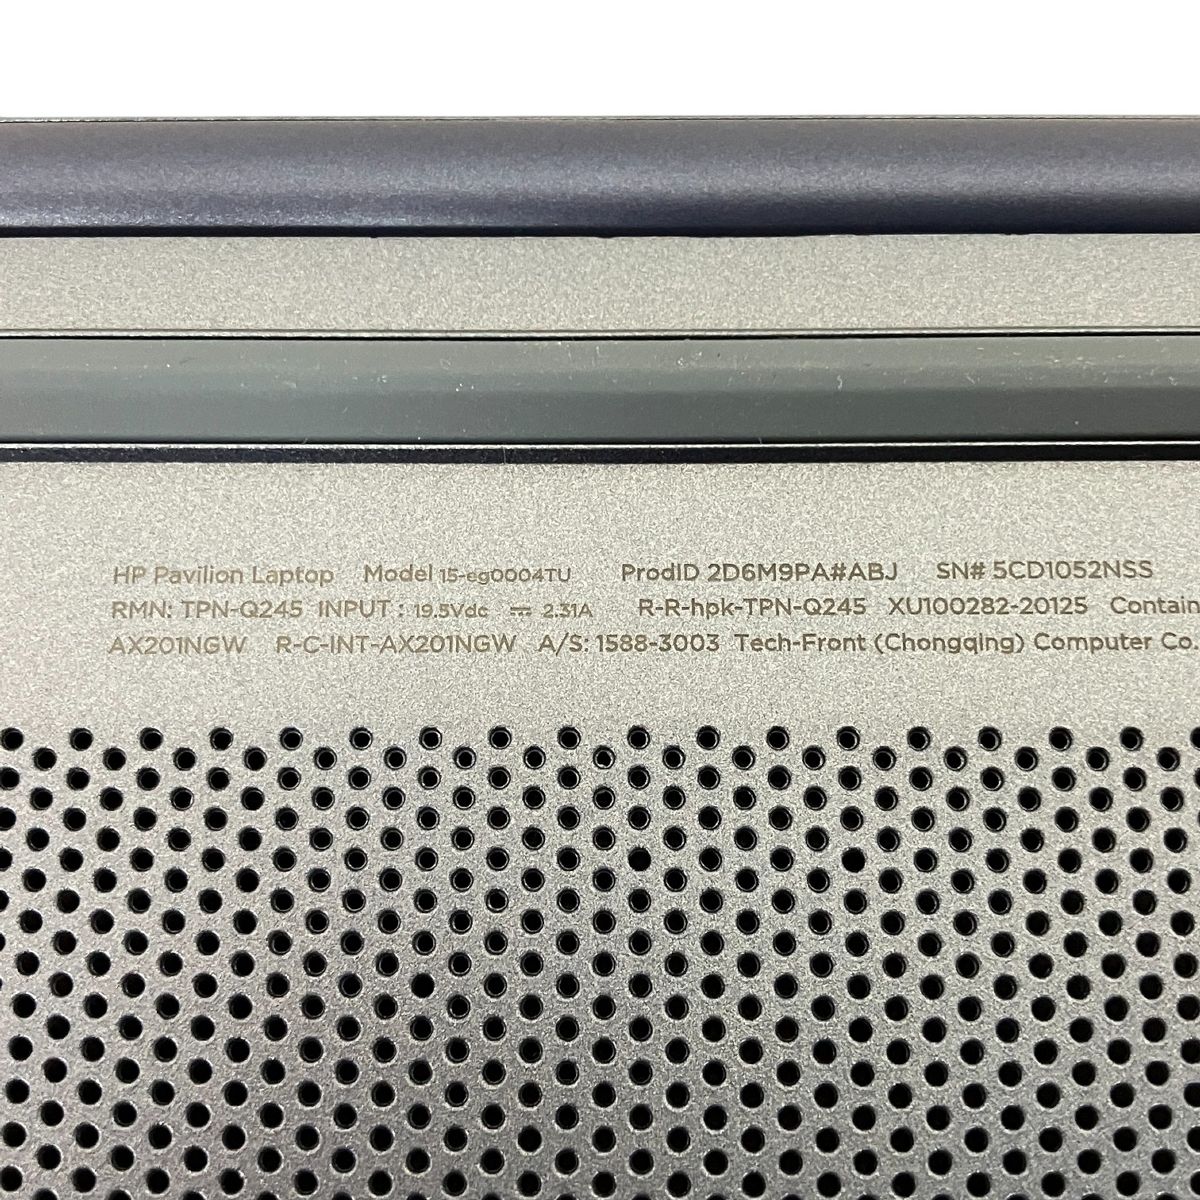 HP Pavilion Laptop Model 15-eg0004TU ProdID 2D6M9PA#ABJ SN# 5CD1052NSS
RMN: TPN-Q245 INPUT: 19.5Vdc ⎓ 2.31A R-R-hpk-TPN-Q245 XU100282-20125 Contain
AX201NGW R-C-INT-AX201NGW A/S: 1588-3003 Tech-Front (Chongqing) Computer Co.